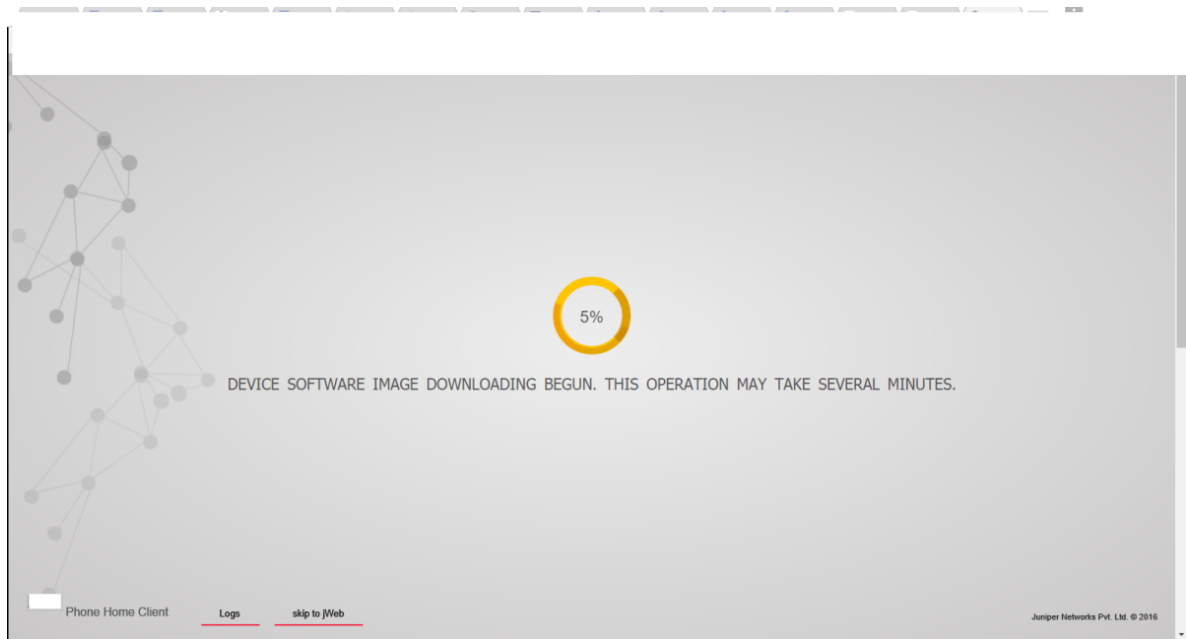 5%
DEVICE SOFTWARE IMAGE DOWNLOADING BEGUN. THIS OPERATION MAY TAKE SEVERAL MINUTES.
Phone Home Client Logs skip to jWeb Juniper Networks Pvt. Ltd. © 2016